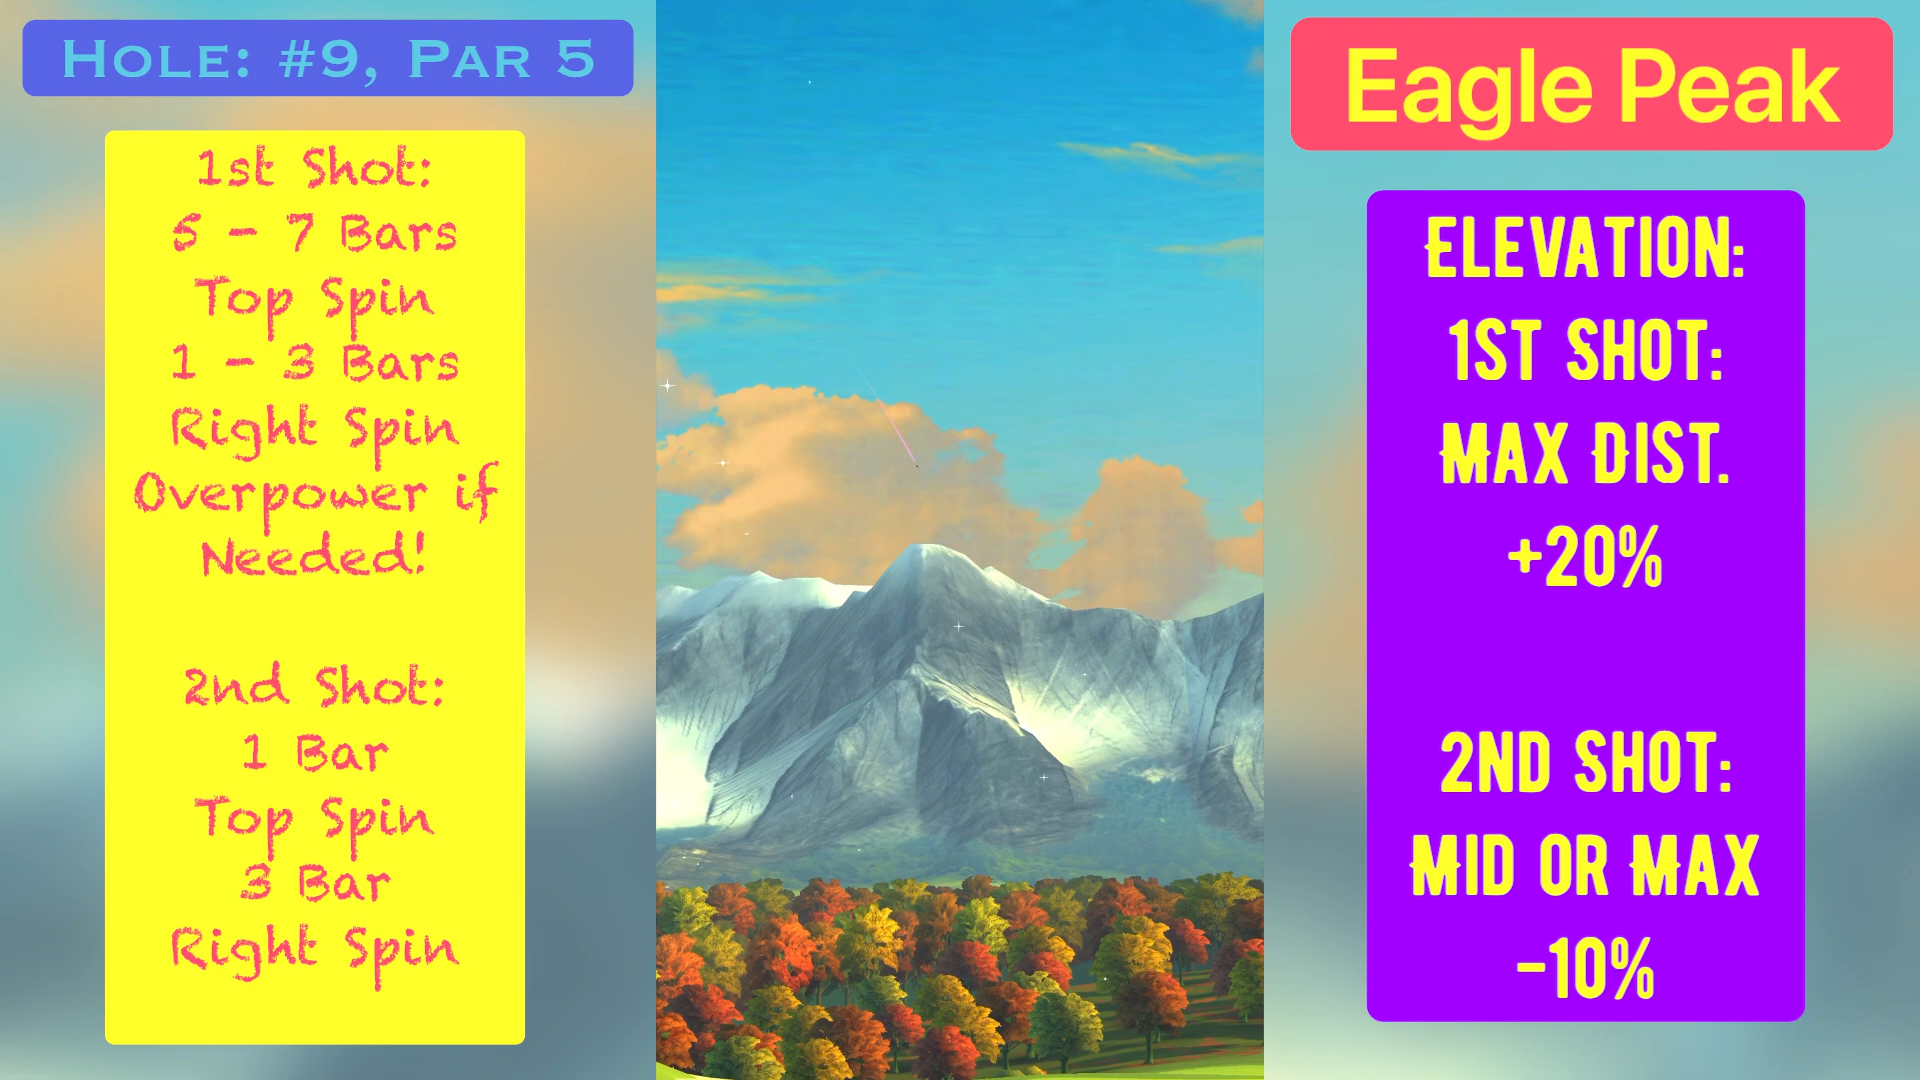 Hole: #9, Par 5
1st Shot:
5 - 7 Bars
Top Spin
1 - 3 Bars
Right Spin
Overpower if
Needed!
2nd Shot:
1 Bar
Top Spin
3 Bar
Right Spin
Eagle Peak
ELEVATION:
1ST SHOT:
MAX DIST.
+20%
2ND SHOT:
MID OR MAX
-10%